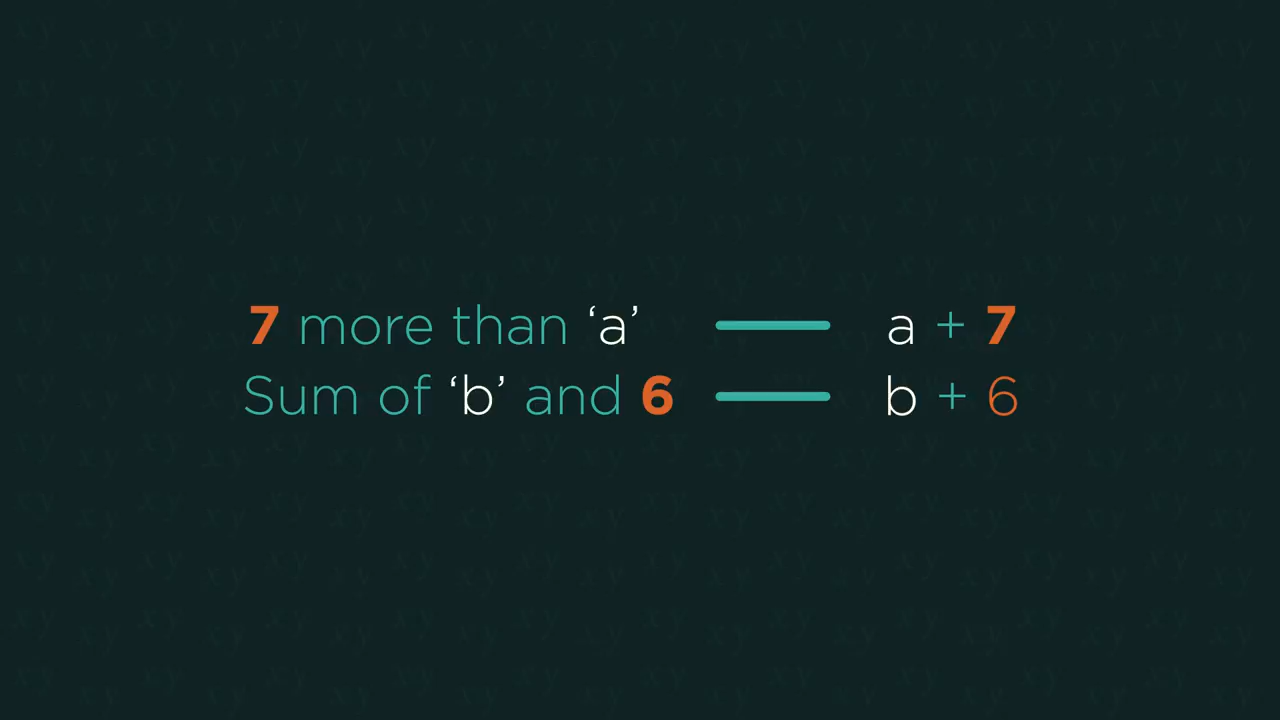 7 more than ‘a’ — a + 7
Sum of ‘b’ and 6 — b + 6